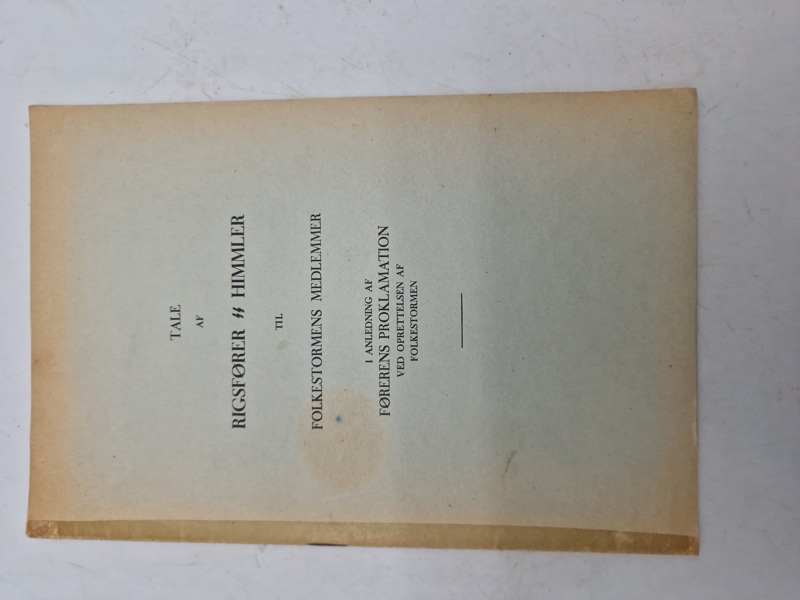 TALE
AF
RIGSFØRER ᛋᛋ HIMMLER
TIL
FOLKESTORMENS MEDLEMMER
I ANLEDNING AF
FØRERENS PROKLAMATION
VED OPRETTELSEN AF
FOLKESTORMEN